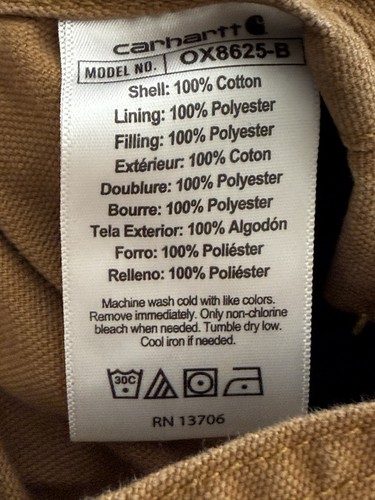 carhartt
MODEL NO. OX8625-B
Shell: 100% Cotton
Lining: 100% Polyester
Filling: 100% Polyester
Extérieur: 100% Coton
Doublure: 100% Polyester
Bourre: 100% Polyester
Tela Exterior: 100% Algodón
Forro: 100% Poliéster
Relleno: 100% Poliéster
Machine wash cold with like colors.
Remove immediately. Only non-chlorine
bleach when needed. Tumble dry low.
Cool iron if needed.
30C
RN 13706